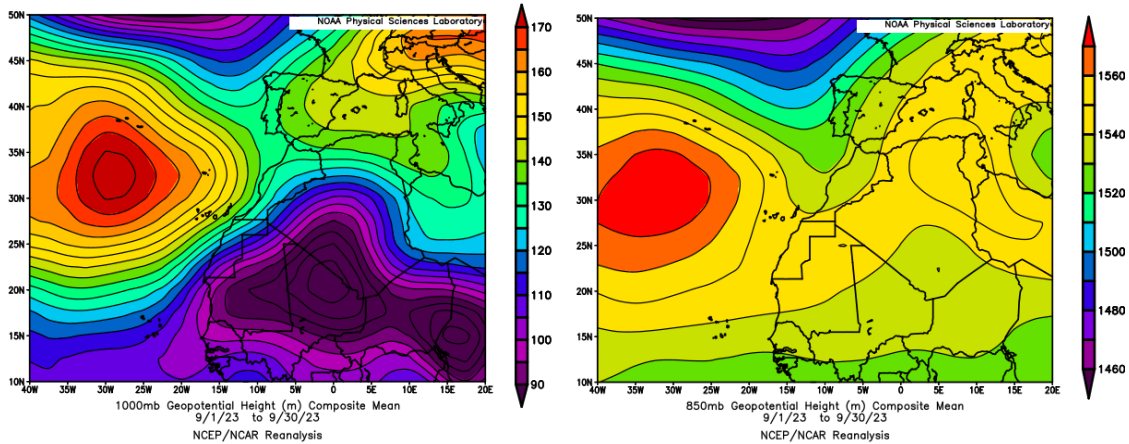 NOAA Physical Sciences Laboratory
50N
45N
40N
35N
30N
25N
20N
15N
10N
40W 35W 30W 25W 20W 15W 10W 5W 0 5E 10E 15E 20E
170
160
150
140
130
120
110
100
90
1000mb Geopotential Height (m) Composite Mean
9/1/23 to 9/30/23
NCEP/NCAR Reanalysis
NOAA Physical Sciences Laboratory
50N
45N
40N
35N
30N
25N
20N
15N
10N
40W 35W 30W 25W 20W 15W 10W 5W 0 5E 10E 15E 20E
1560
1540
1520
1500
1480
1460
850mb Geopotential Height (m) Composite Mean
9/1/23 to 9/30/23
NCEP/NCAR Reanalysis